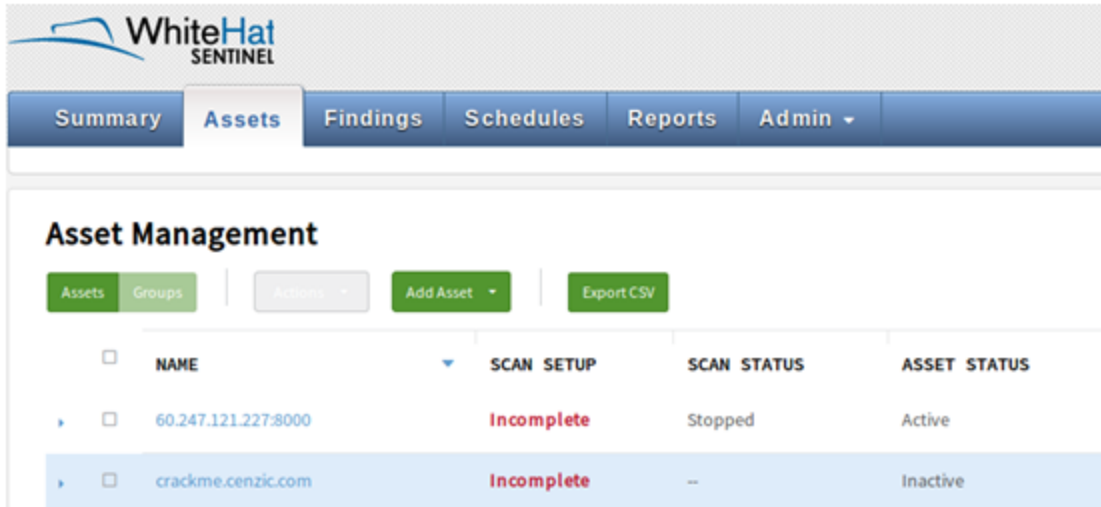 WhiteHat
SENTINEL
Summary Assets Findings Schedules Reports Admin
Asset Management
Assets Groups Actions Add Asset Export CSV
NAME SCAN SETUP SCAN STATUS ASSET STATUS
60.247.121.227:8000 Incomplete Stopped Active
crackme.cenzic.com Incomplete -- Inactive